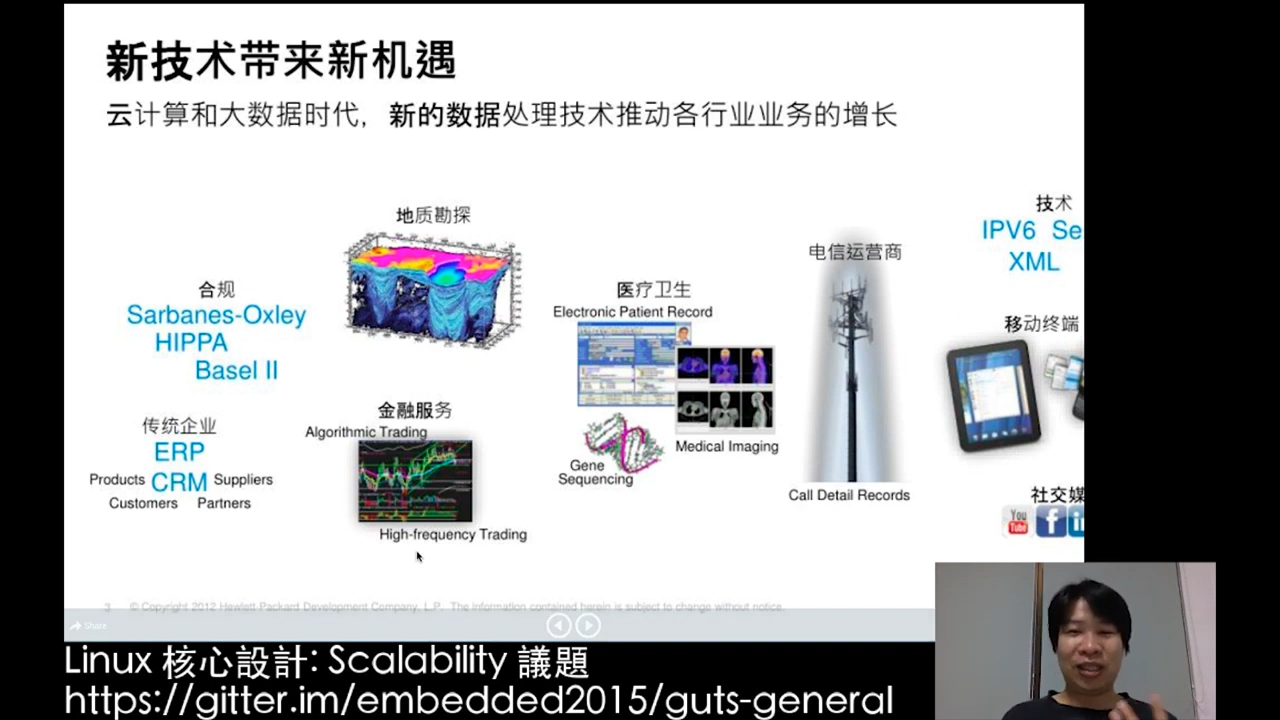 新技术带来新机遇
云计算和大数据时代，新的数据处理技术推动各行业业务的增长
地质勘探
合规
Sarbanes-Oxley
HIPPA
Basel II
传统企业
ERP
Products CRM Suppliers
Customers Partners
金融服务
Algorithmic Trading
High-frequency Trading
医疗卫生
Electronic Patient Record
Medical Imaging
Gene
Sequencing
电信运营商
Call Detail Records
技术
IPV6 Se
XML
移动终端
社交媒
You
Tube
f
in
3 © Copyright 2012 Hewlett-Packard Development Company, L.P. The information contained herein is subject to change without notice.
Share
Linux 核心設計: Scalability 議題
https://gitter.im/embedded2015/guts-general